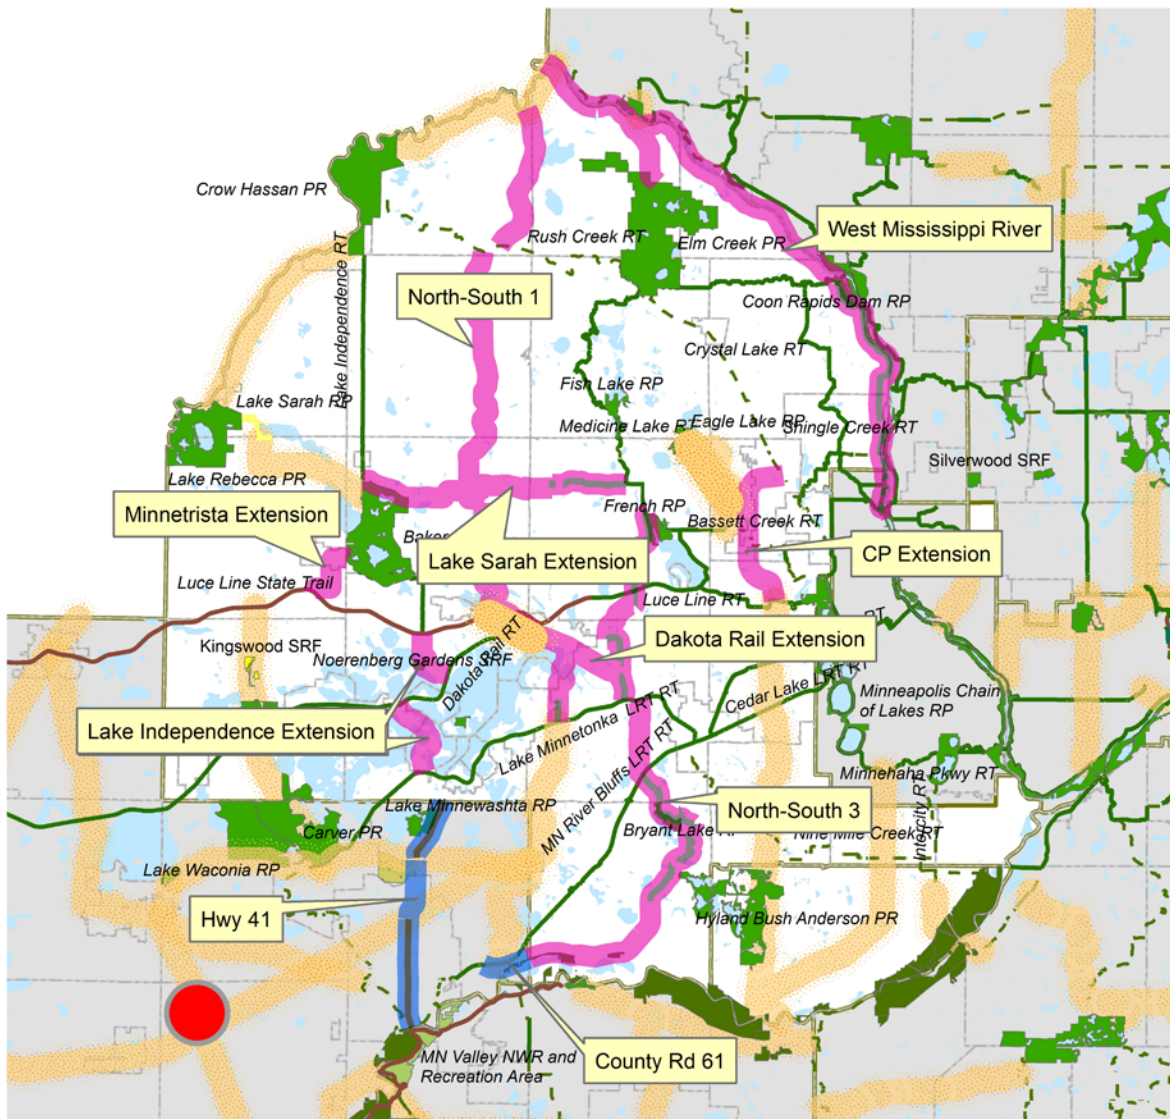 Crow Hassan PR
West Mississippi River
Rush Creek RT
Elm Creek PR
Lake Independence RT
North-South 1
Coon Rapids Dam RP
Crystal Lake RT
Fish Lake RP
Lake Sarah RP
Medicine Lake RT
Eagle Lake RP
Shingle Creek RT
Silverwood SRF
Lake Rebecca PR
Minnetrista Extension
French RP
Bassett Creek RT
Lake Sarah Extension
CP Extension
Luce Line State Trail
Luce Line RT
Kingswood SRF
Noerenberg Gardens SRF
Dakota Rail RT
Dakota Rail Extension
Lake Independence Extension
Lake Minnetonka LRT RT
Cedar Lake LRT RT
Minneapolis Chain
of Lakes RP
MN River Bluffs LRT RT
Minnehaha Pkwy RT
Intercity RT
Lake Minnewashta RP
North-South 3
Carver PR
Bryant Lake
Nine Mile Creek RT
Lake Waconia RP
Hwy 41
Hyland Bush Anderson PR
County Rd 61
MN Valley NWR and
Recreation Area